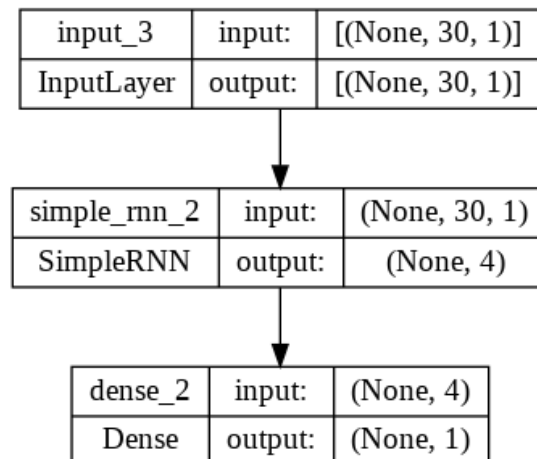 input_3 input: [(None, 30, 1)]
InputLayer output: [(None, 30, 1)]
simple_rnn_2 input: (None, 30, 1)
SimpleRNN output: (None, 4)
dense_2 input: (None, 4)
Dense output: (None, 1)